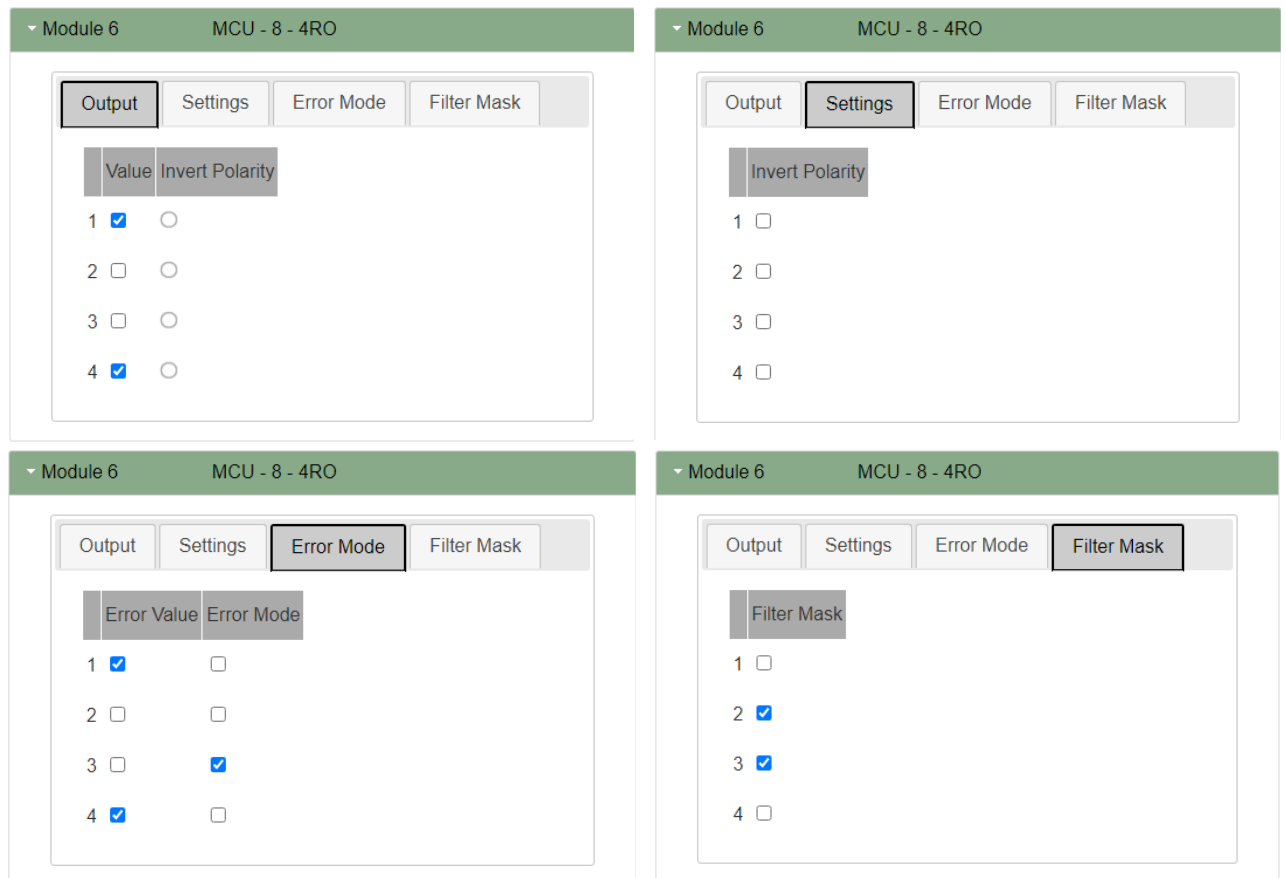 Module 6 MCU - 8 - 4RO
Output Settings Error Mode Filter Mask
Value Invert Polarity
1
2
3
4
Module 6 MCU - 8 - 4RO
Output Settings Error Mode Filter Mask
Invert Polarity
1
2
3
4
Module 6 MCU - 8 - 4RO
Output Settings Error Mode Filter Mask
Error Value Error Mode
1
2
3
4
Module 6 MCU - 8 - 4RO
Output Settings Error Mode Filter Mask
Filter Mask
1
2
3
4